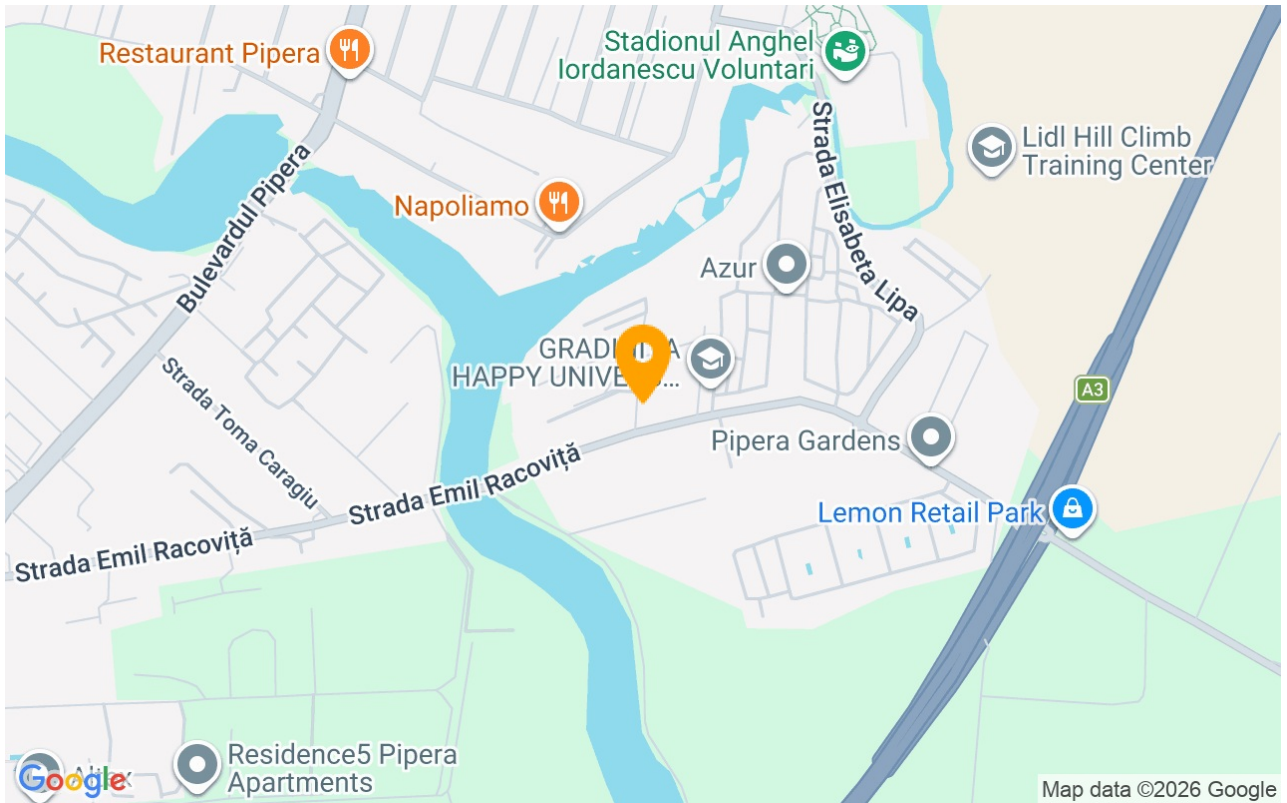 Restaurant Pipera
Stadionul Anghel
Iordanescu Voluntari
Lidl Hill Climb
Training Center
Bulevardul Pipera
Strada Elisabeta Lipa
Napoliamo
Azur
HAPPY
A3
Strada Toma Caragiu
Pipera Gardens
Strada Emil Racoviță
Lemon Retail Park
Strada Emil Racoviță
Residence5 Pipera
Apartments
Google
Map data ©2026 Google